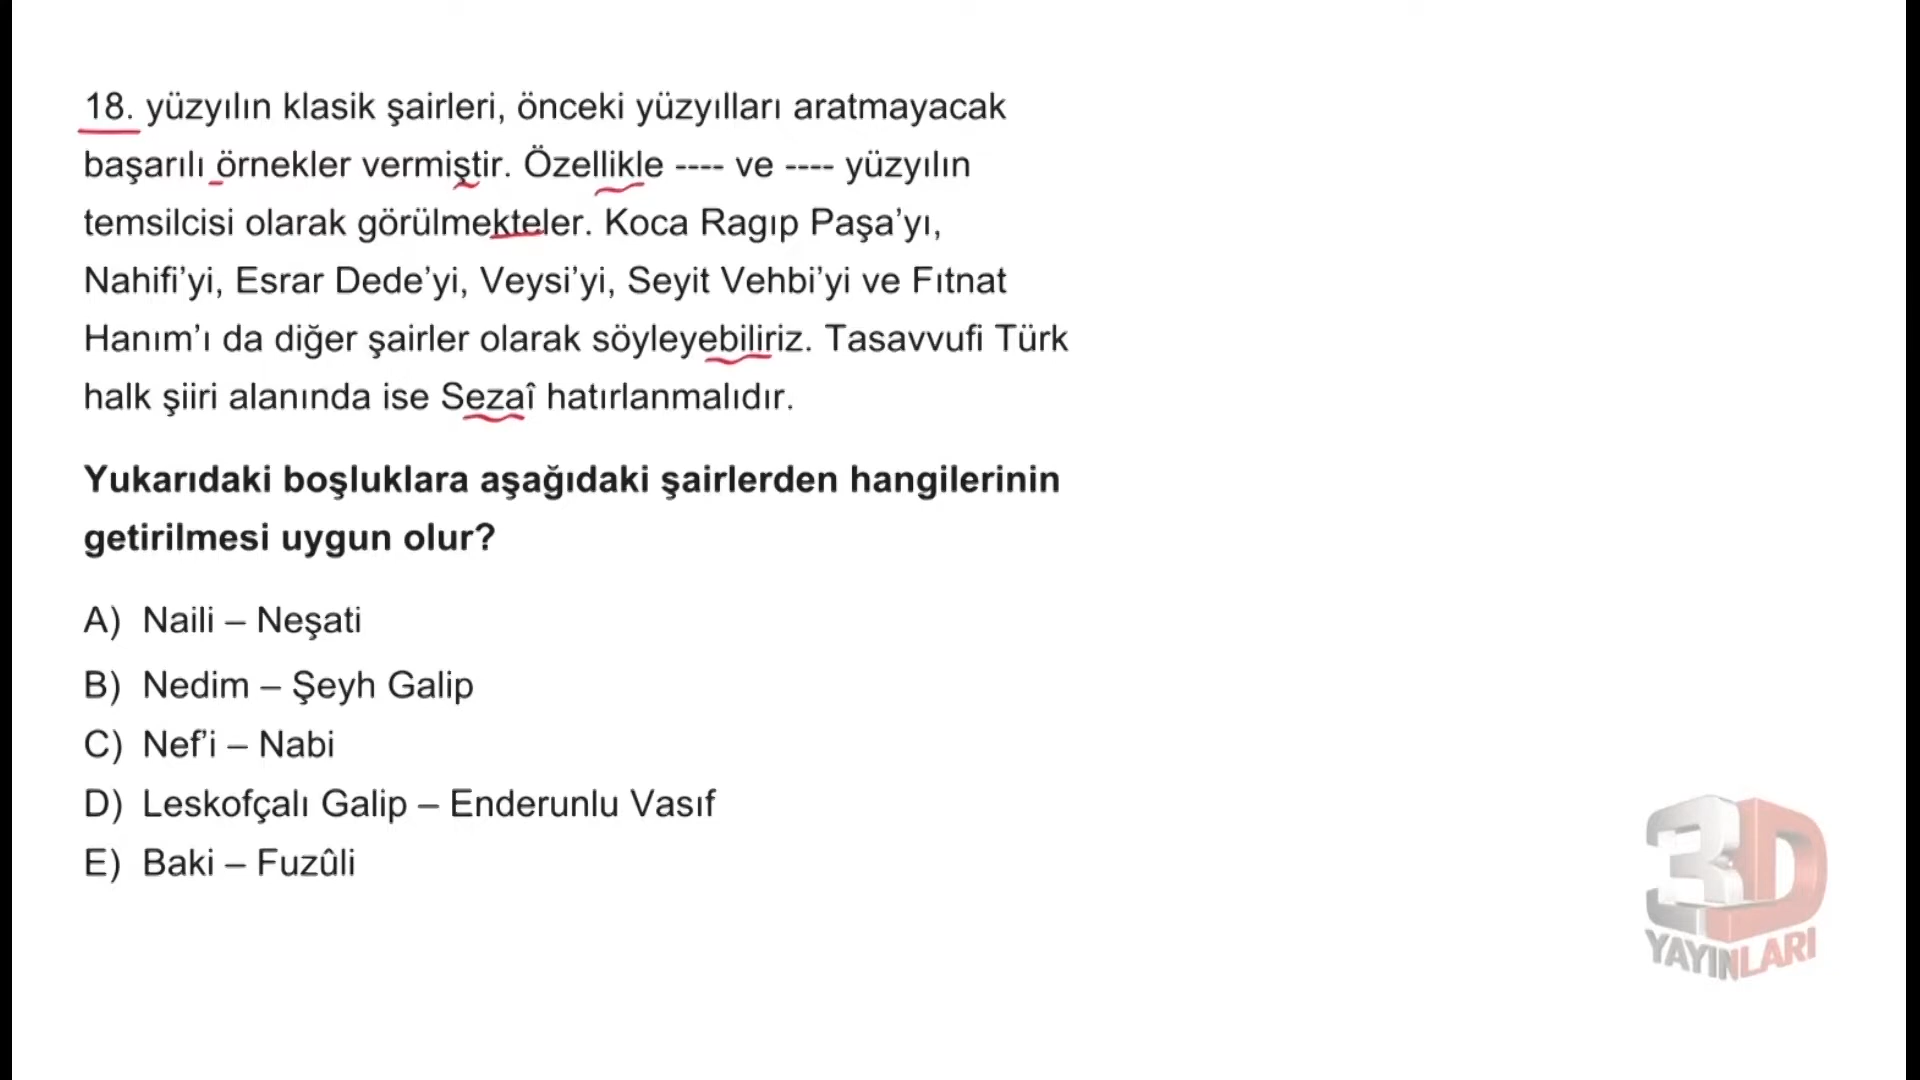 18. yüzyılın klasik şairleri, önceki yüzyılları aratmayacak
başarılı örnekler vermiştir. Özellikle ---- ve ---- yüzyılın
temsilcisi olarak görülmekteler. Koca Ragıp Paşa’yı,
Nahifi’yi, Esrar Dede’yi, Veysi’yi, Seyit Vehbi’yi ve Fıtnat
Hanım’ı da diğer şairler olarak söyleyebiliriz. Tasavvufi Türk
halk şiiri alanında ise Sezaî hatırlanmalıdır.
Yukarıdaki boşluklara aşağıdaki şairlerden hangilerinin
getirilmesi uygun olur?
A) Naili – Neşati
B) Nedim – Şeyh Galip
C) Nef’i – Nabi
D) Leskofçalı Galip – Enderunlu Vasıf
E) Baki – Fuzûli
3D
YAYINLARI